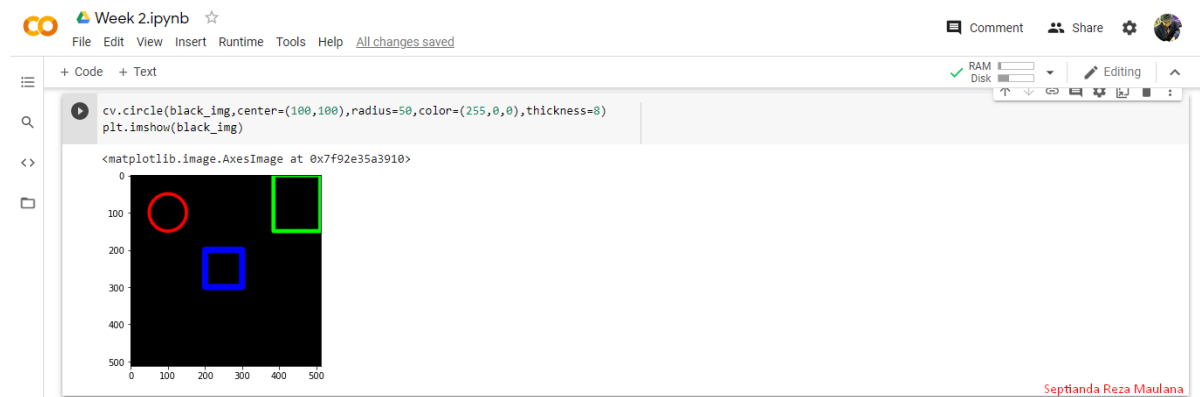 Week 2.ipynb
Comment
Share
File Edit View Insert Runtime Tools Help All changes saved
+ Code + Text
RAM
Disk
Editing
cv.circle(black_img,center=(100,100),radius=50,color=(255,0,0),thickness=8)
plt.imshow(black_img)
<matplotlib.image.AxesImage at 0x7f92e35a3910>
0
100
200
300
400
500
0 100 200 300 400 500
Septianda Reza Maulana